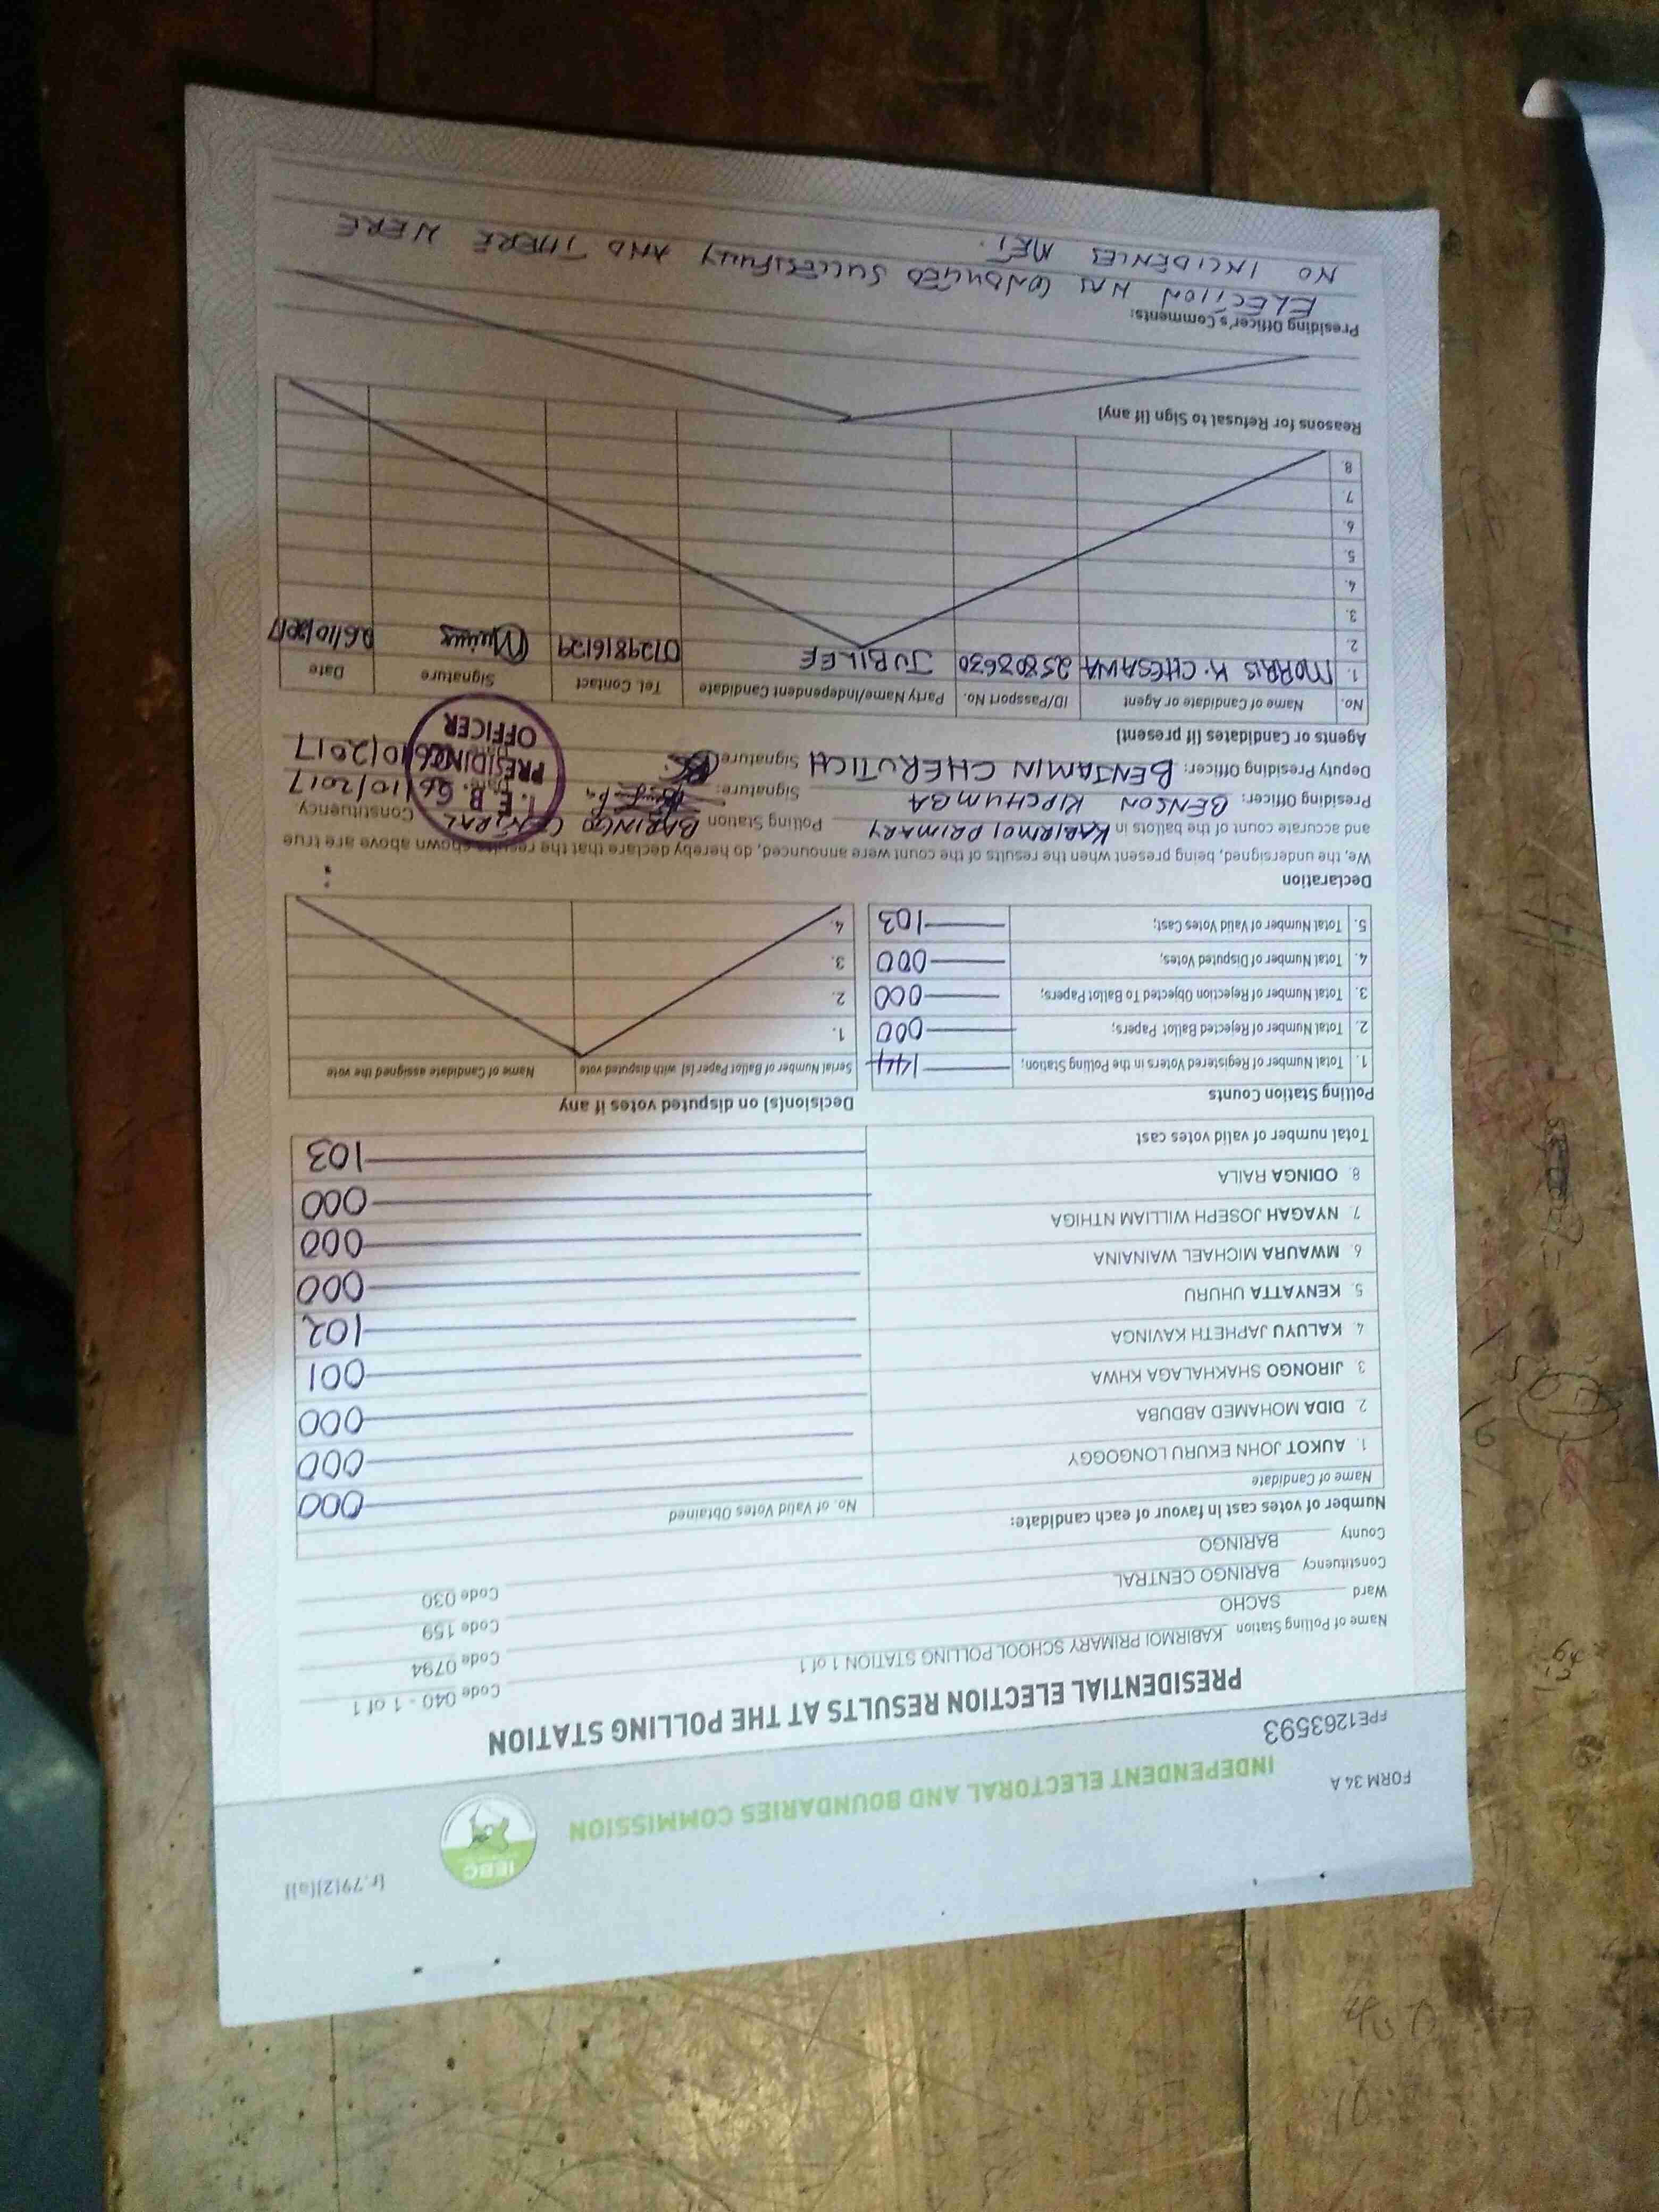 (r.79(2)(a))
IEBC
FORM 34 A
INDEPENDENT ELECTORAL AND BOUNDARIES COMMISSION
FPE1263593
PRESIDENTIAL ELECTION RESULTS AT THE POLLING STATION
Name of Polling Station KABIRMOI PRIMARY SCHOOL POLLING STATION 1 of 1 Code 040 - 1 of 1
Ward SACHO Code 0794
Constituency BARINGO CENTRAL Code 159
County BARINGO Code 030
Number of votes cast in favour of each candidate:
Name of Candidate No. of Valid Votes Obtained
1. AUKOT JOHN EKURU LONGOGGY 000
2. DIDA MOHAMED ABDUBA 000
3 JIRONGO SHAKHALAGA KHWA 000
4. KALUYU JAPHETH KAVINGA 001
5. KENYATTA UHURU 102
6 MWAURA MICHAEL WAINAINA 000
7. NYAGAH JOSEPH WILLIAM NTHIGA 000
8. ODINGA RAILA 000
Total number of valid votes cast 103
Polling Station Counts
1. Total Number of Registered Voters in the Polling Station; 144
2. Total Number of Rejected Ballot Papers; 000
3. Total Number of Rejection Objected To Ballot Papers; 000
4. Total Number of Disputed Votes; 000
5. Total Number of Valid Votes Cast; 103
Decision(s) on disputed votes if any
Serial Number of Ballot Paper (s) with disputed vote Name of Candidate assigned the vote
1.
2.
3.
4.
Declaration
We, the undersigned, being present when the results of the count were announced, do hereby declare that the results shown above are true
and accurate count of the ballots in KABIRMOI PRIMARY Polling Station BARINGO CENTRAL Constituency
Presiding Officer: BENSON KIPCHUMBA Signature: Date: 26/10/2017
Deputy Presiding Officer: BENJAMIN CHERUTICH Signature Date 26/10/2017
I. E. B. C
PRESIDING
OFFICER
Agents or Candidates (if present)
No. Name of Candidate or Agent ID/Passport No. Party Name/Independent Candidate Tel. Contact Signature Date
1. MORRIS K. CHESAWA 25808630 JUBILEE 0729816129 26/10/2017
2.
3.
4.
5.
6.
7.
8.
Reasons for Refusal to Sign (if any)
Presiding Officer's Comments:
ELECTION WAS CONDUCTED SUCCESSFULLY AND THERE WERE
NO INCIDENCES MET.